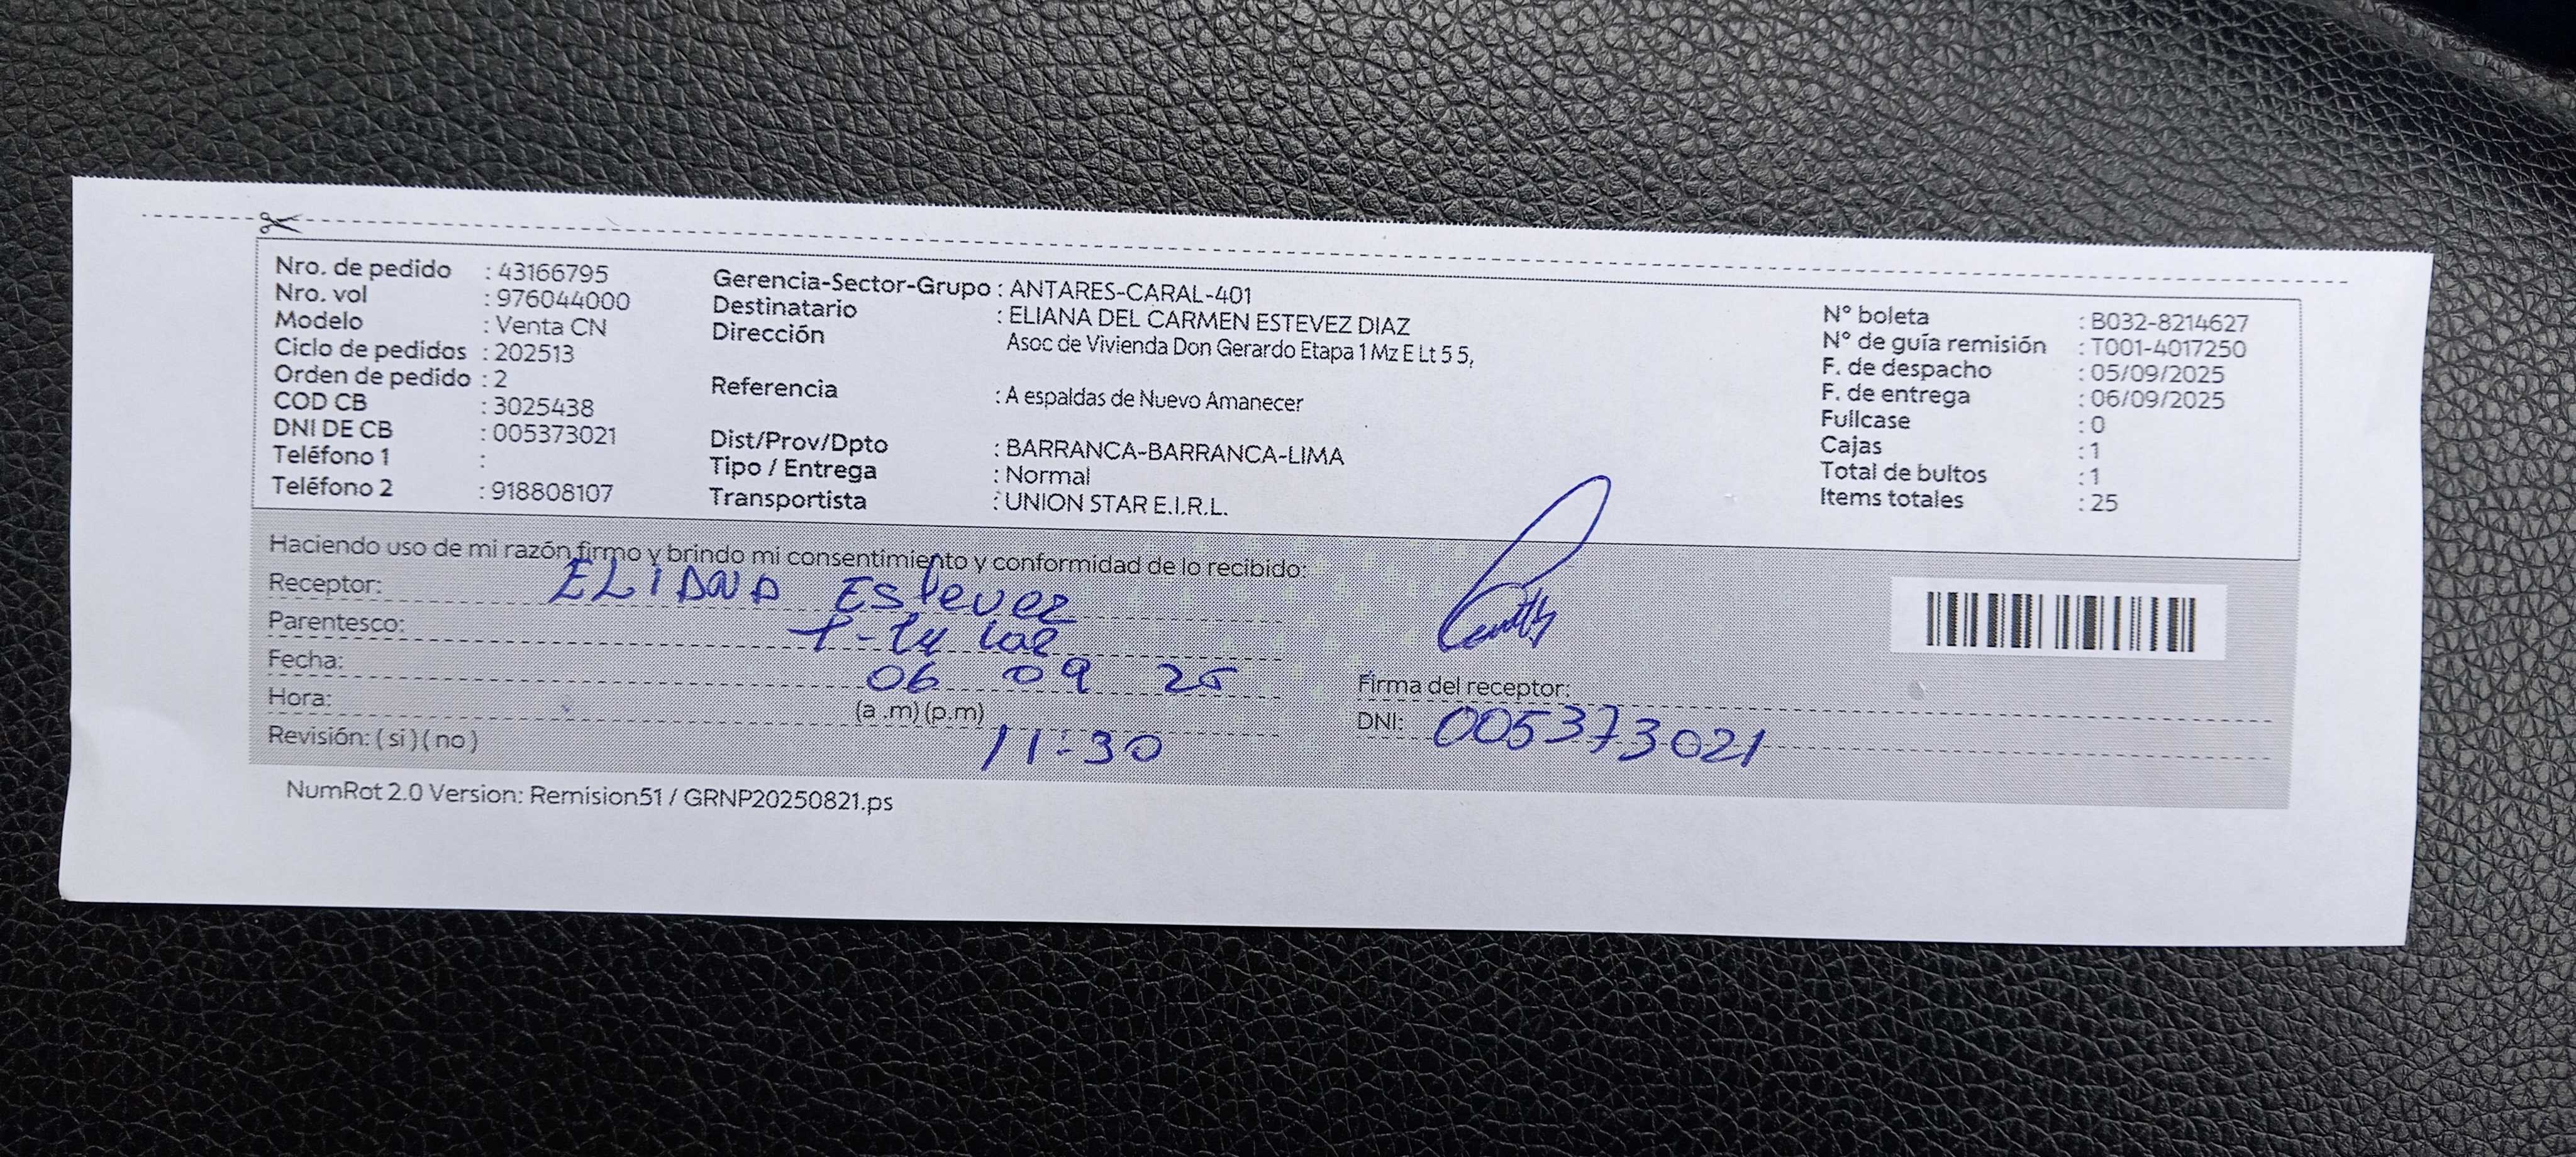 Nro. de pedido : 43166795
Nro. vol : 976044000
Modelo : Venta CN
Ciclo de pedidos : 202513
Orden de pedido : 2
COD CB : 3025438
DNI DE CB : 005373021
Teléfono 1 :
Teléfono 2 : 918808107
Gerencia-Sector-Grupo : ANTARES-CARAL-401
Destinatario : ELIANA DEL CARMEN ESTEVEZ DIAZ
Dirección Asoc de Vivienda Don Gerardo Etapa 1 Mz E Lt 5 5,
Referencia : A espaldas de Nuevo Amanecer
Dist/Prov/Dpto : BARRANCA-BARRANCA-LIMA
Tipo / Entrega : Normal
Transportista : UNION STAR E.I.R.L.
N° boleta : B032-8214627
N° de guía remisión : T001-4017250
F. de despacho : 05/09/2025
F. de entrega : 06/09/2025
Fullcase : 0
Cajas : 1
Total de bultos : 1
Items totales : 25
Haciendo uso de mi razón firmo y brindo mi consentimiento y conformidad de lo recibido:
Receptor: ELIANA Estevez
Parentesco:
Fecha: 06 09 25
Hora: (a .m) (p.m)
11:30
Revisión: ( si ) ( no )
Firma del receptor:
DNI: 005373021
NumRot 2.0 Version: Remision51 / GRNP20250821.ps